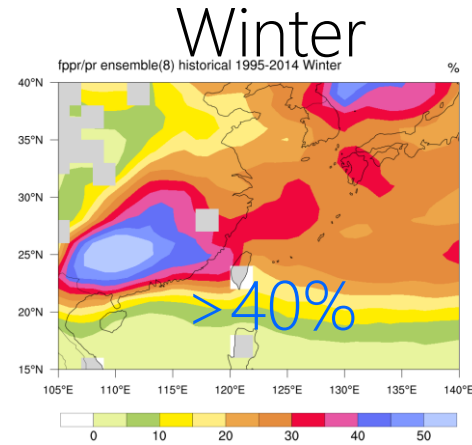 Winter
fppr/pr ensemble(8) historical 1995-2014 Winter %
40°N
35°N
30°N
25°N
>40%
20°N
15°N
105°E 110°E 115°E 120°E 125°E 130°E 135°E 140°E
0 10 20 30 40 50